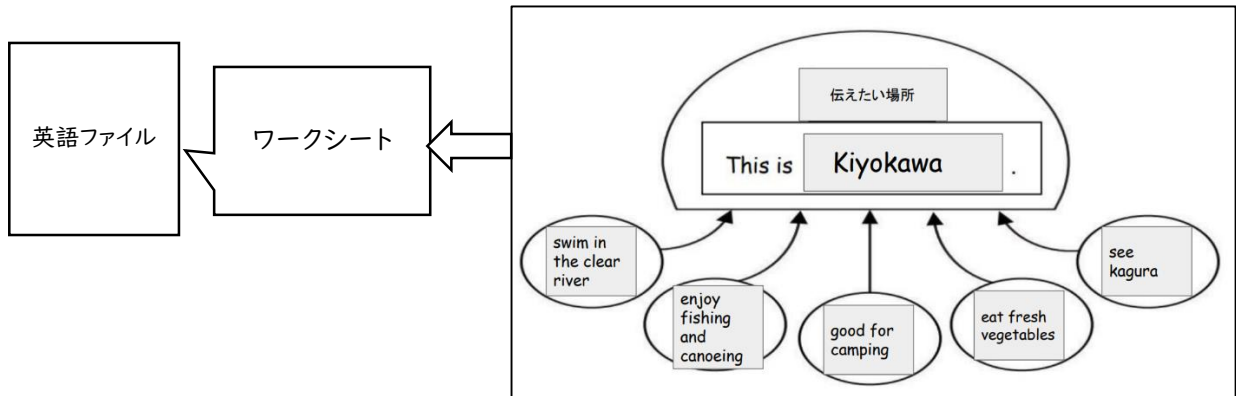 英語ファイル
ワークシート
伝えたい場所
This is Kiyokawa .
swim in
the clear
river
enjoy
fishing
and
canoeing
good for
camping
eat fresh
vegetables
see
kagura